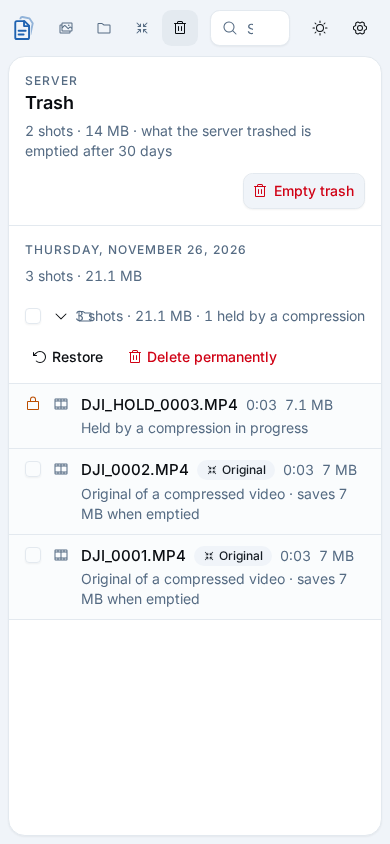 S
SERVER
Trash
2 shots · 14 MB · what the server trashed is
emptied after 30 days
Empty trash
THURSDAY, NOVEMBER 26, 2026
3 shots · 21.1 MB
3 shots · 21.1 MB · 1 held by a compression
Restore
Delete permanently
DJI_HOLD_0003.MP4 0:03 7.1 MB
Held by a compression in progress
DJI_0002.MP4 Original 0:03 7 MB
Original of a compressed video · saves 7
MB when emptied
DJI_0001.MP4 Original 0:03 7 MB
Original of a compressed video · saves 7
MB when emptied